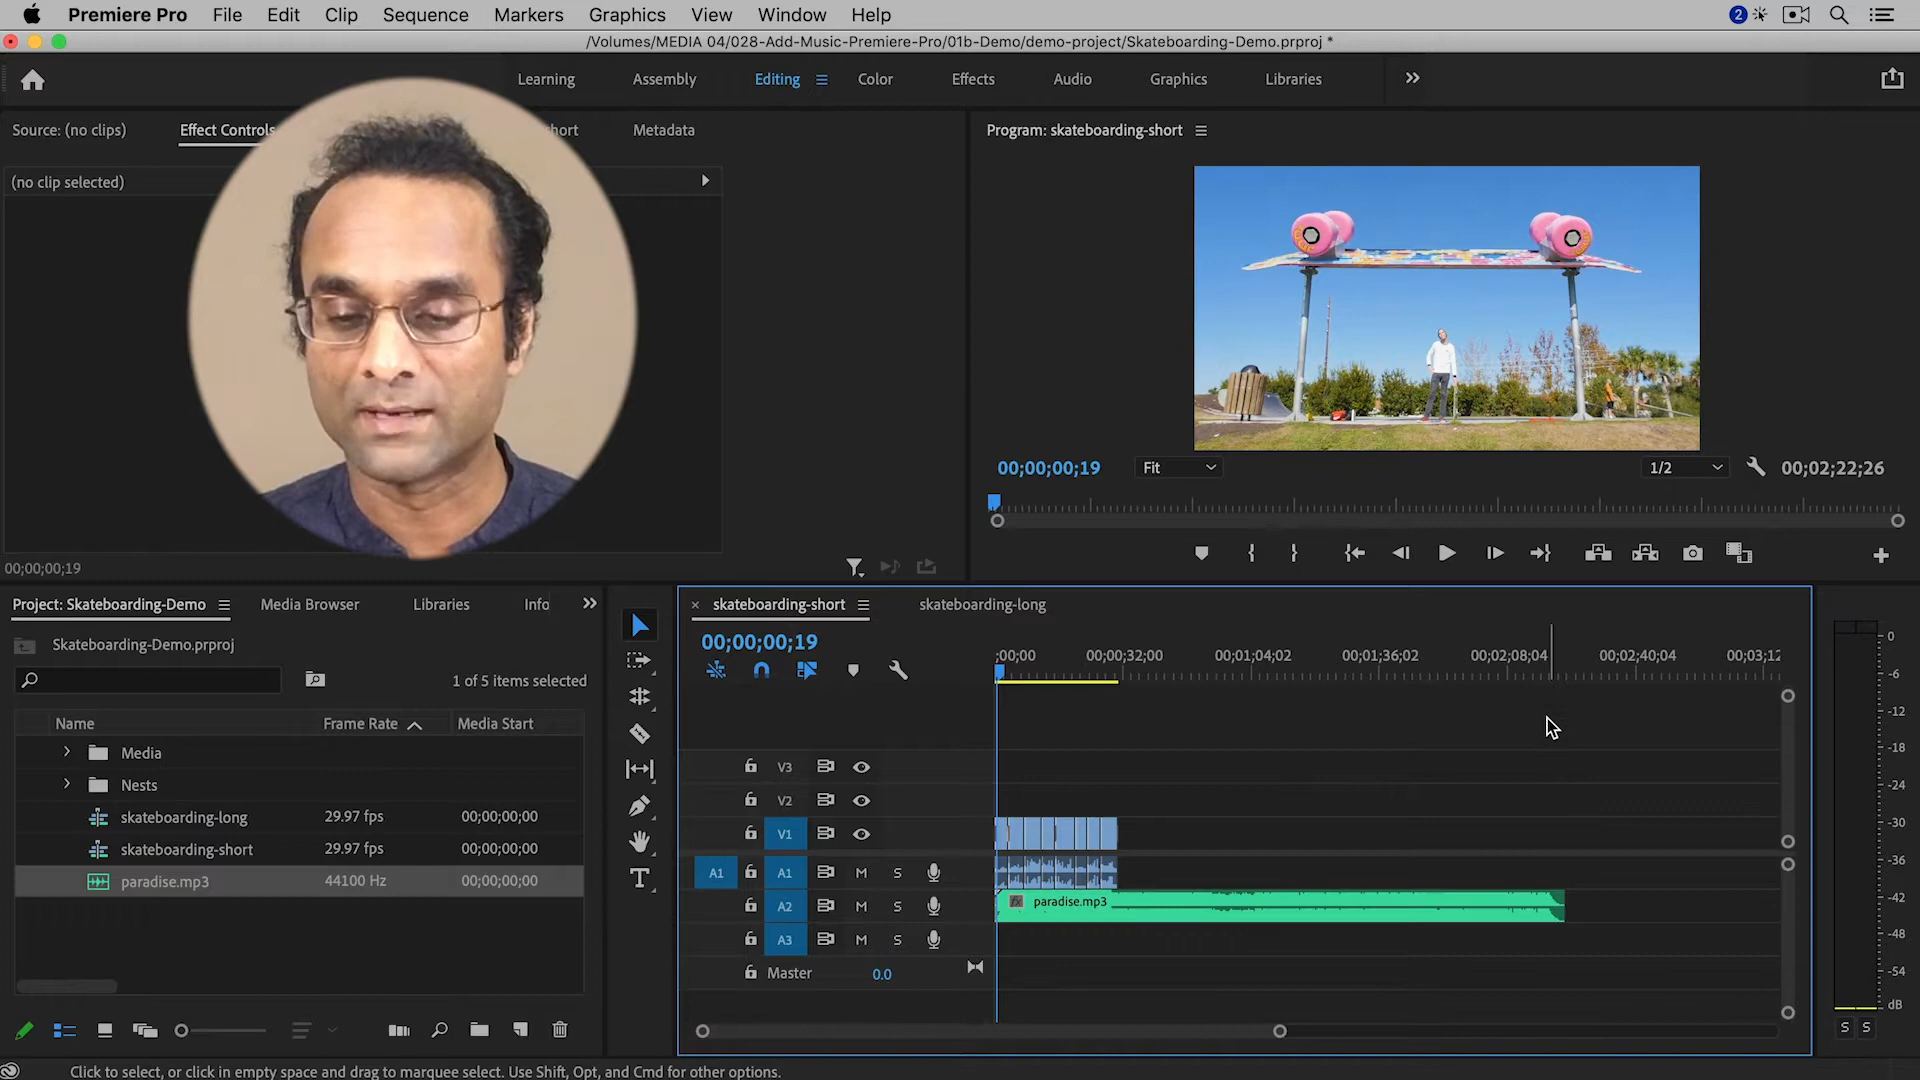 Premiere Pro File Edit Clip Sequence Markers Graphics View Window Help 2
/Volumes/MEDIA 04/028-Add-Music-Premiere-Pro/01b-Demo/demo-project/Skateboarding-Demo.prproj *
Learning Assembly Editing Color Effects Audio Graphics Libraries
Source: (no clips) Effect Controls hort Metadata
(no clip selected)
00;00;00;19
Program: skateboarding-short
00;00;00;19 Fit 1/2 00;02;22;26
Project: Skateboarding-Demo Media Browser Libraries Info
Skateboarding-Demo.prproj
1 of 5 items selected
Name Frame Rate Media Start
Media
Nests
skateboarding-long 29.97 fps 00;00;00;00
skateboarding-short 29.97 fps 00;00;00;00
paradise.mp3 44100 Hz 00;00;00;00
skateboarding-short skateboarding-long
00;00;00;19
;00;00 00;00;32;00 00;01;04;02 00;01;36;02 00;02;08;04 00;02;40;04 00;03;12
V3
V2
V1
A1 A1 M S
A2 M S fx paradise.mp3
A3 M S
Master 0.0
0
-6
-12
-18
-24
-30
-36
-42
-48
-54
dB
S S
Click to select, or click in empty space and drag to marquee select. Use Shift, Opt, and Cmd for other options.